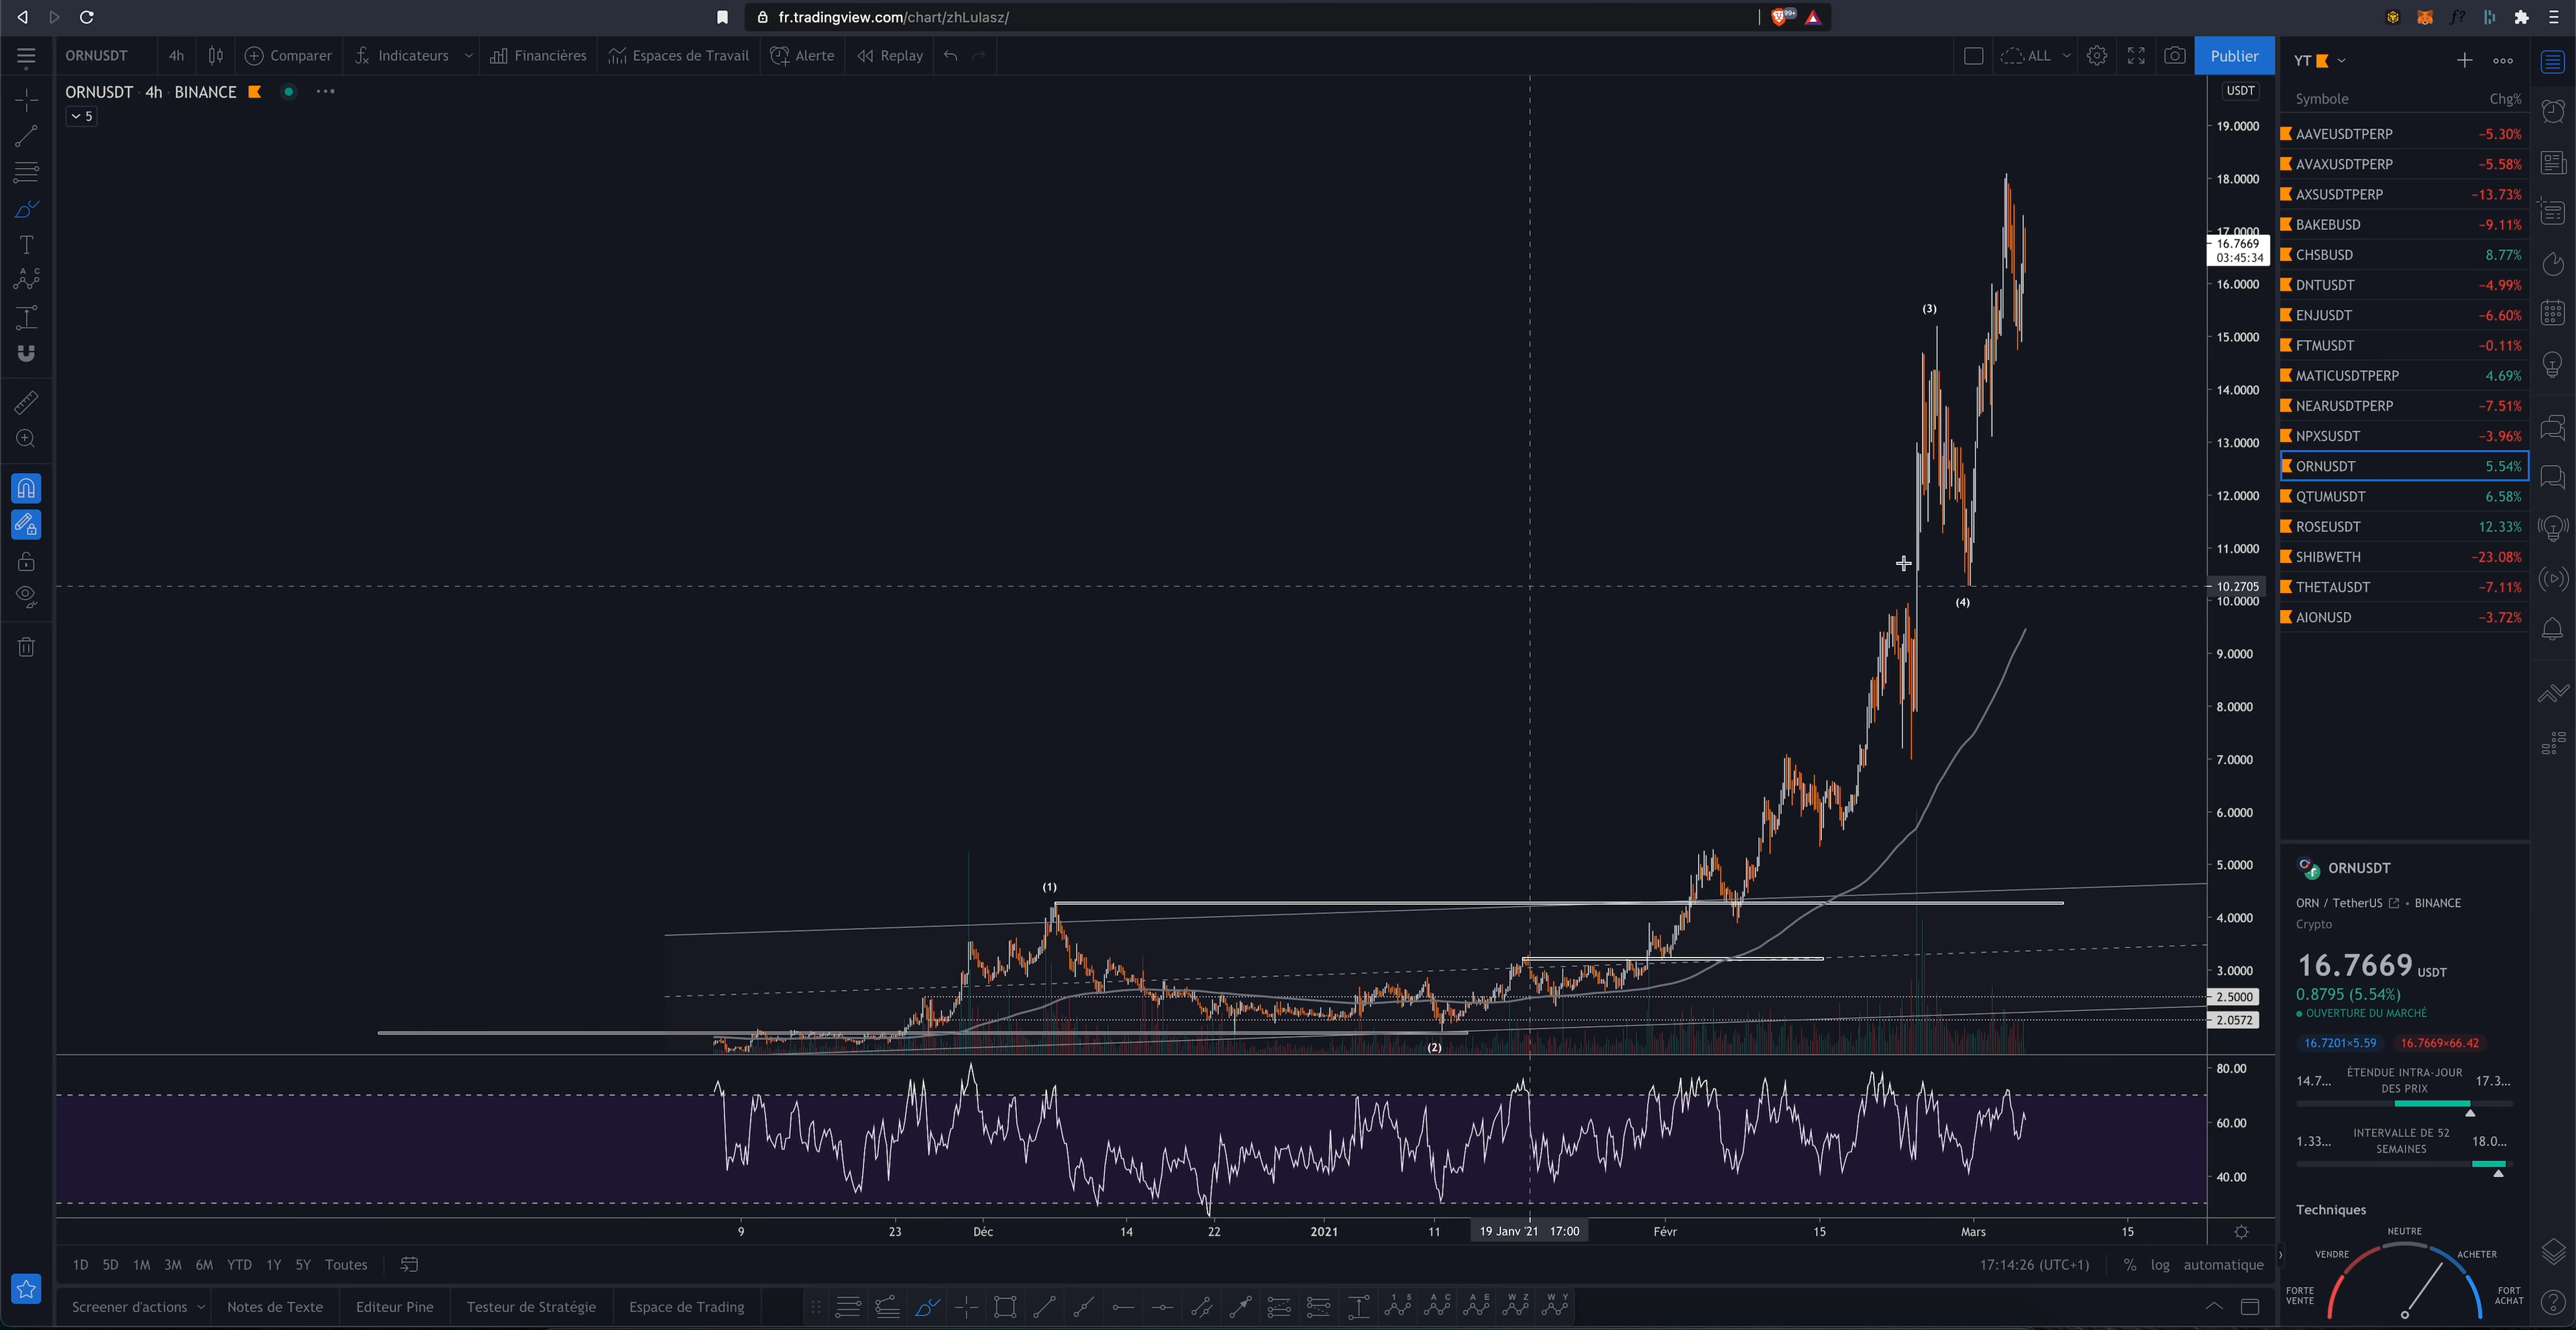 fr.tradingview.com/chart/zhLulasz/
99+
ORNUSDT 4h Comparer Indicateurs Financières Espaces de Travail Alerte Replay ALL Publier
ORNUSDT 4h BINANCE
5
USDT
19.0000
18.0000
17.0000
16.7669
03:45:34
16.0000
15.0000
14.0000
13.0000
12.0000
11.0000
10.2705
10.0000
9.0000
8.0000
7.0000
6.0000
5.0000
4.0000
3.0000
2.5000
2.0572
80.00
60.00
40.00
(3)
(4)
(1)
(2)
9 23 Déc 14 22 2021 11 19 Janv '21 17:00 Févr 15 Mars 15
1D 5D 1M 3M 6M YTD 1Y 5Y Toutes
17:14:26 (UTC+1) % log automatique
Screener d'actions Notes de Texte Editeur Pine Testeur de Stratégie Espace de Trading
YT
Symbole Chg%
AAVEUSDTPERP −5.30%
AVAXUSDTPERP −5.58%
AXSUSDTPERP −13.73%
BAKEBUSD −9.11%
CHSBUSD 8.77%
DNTUSDT −4.99%
ENJUSDT −6.60%
FTMUSDT −0.11%
MATICUSDTPERP 4.69%
NEARUSDTPERP −7.51%
NPXSUSDT −3.96%
ORNUSDT 5.54%
QTUMUSDT 6.58%
ROSEUSDT 12.33%
SHIBWETH −23.08%
THETAUSDT −7.11%
AIONUSD −3.72%
ORNUSDT
ORN / TetherUS • BINANCE
Crypto
16.7669 USDT
0.8795 (5.54%)
OUVERTURE DU MARCHÉ
16.7201×5.59 16.7669×66.42
14.7... ÉTENDUE INTRA-JOUR DES PRIX 17.3...
1.33... INTERVALLE DE 52 SEMAINES 18.0...
Techniques
NEUTRE
VENDRE ACHETER
FORTE VENTE FORT ACHAT